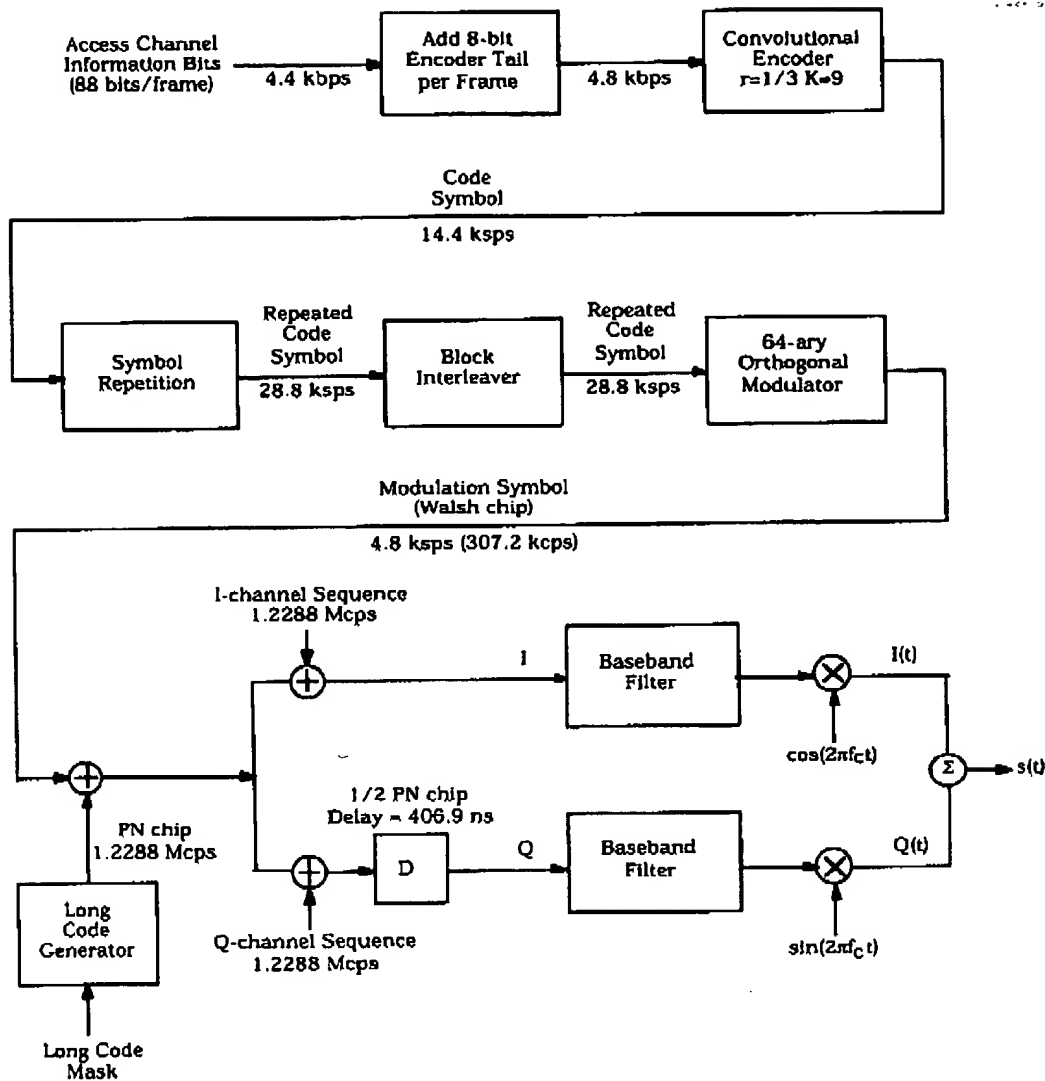 Access Channel
Information Bits
(88 bits/frame)
4.4 kbps
Add 8-bit
Encoder Tail
per Frame
4.8 kbps
Convolutional
Encoder
r=1/3 K=9
Code
Symbol
14.4 ksps
Symbol
Repetition
Repeated
Code
Symbol
28.8 ksps
Block
Interleaver
Repeated
Code
Symbol
28.8 ksps
64-ary
Orthogonal
Modulator
Modulation Symbol
(Walsh chip)
4.8 ksps (307.2 kcps)
I-channel Sequence
1.2288 Mcps
I
Baseband
Filter
I(t)
cos(2πfct)
Σ
s(t)
PN chip
1.2288 Mcps
1/2 PN chip
Delay = 406.9 ns
D
Q
Baseband
Filter
Q(t)
sin(2πfct)
Long
Code
Generator
Q-channel Sequence
1.2288 Mcps
Long Code
Mask